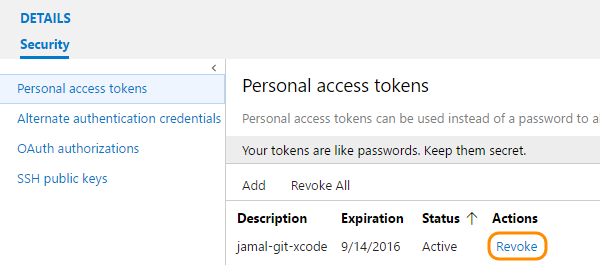 DETAILS
Security
Personal access tokens
Alternate authentication credentials
OAuth authorizations
SSH public keys
Personal access tokens
Personal access tokens can be used instead of a password to a
Your tokens are like passwords. Keep them secret.
Add Revoke All
Description Expiration Status Actions
jamal-git-xcode 9/14/2016 Active Revoke